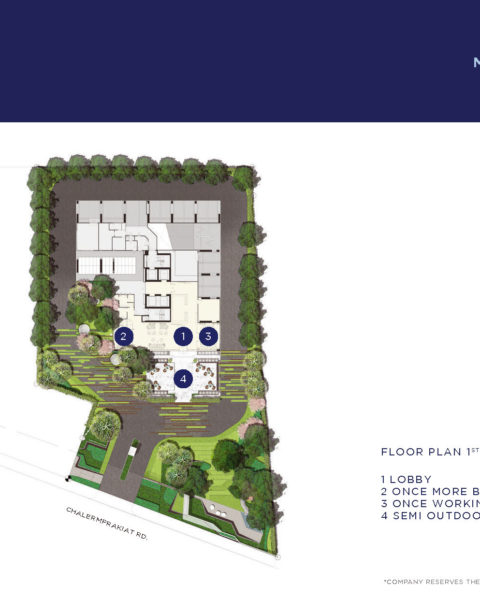 M
2
1
3
4
CHALERMPRAKIAT RD.
FLOOR PLAN 1ST
1 LOBBY
2 ONCE MORE B
3 ONCE WORKIN
4 SEMI OUTDOO
*COMPANY RESERVES THE